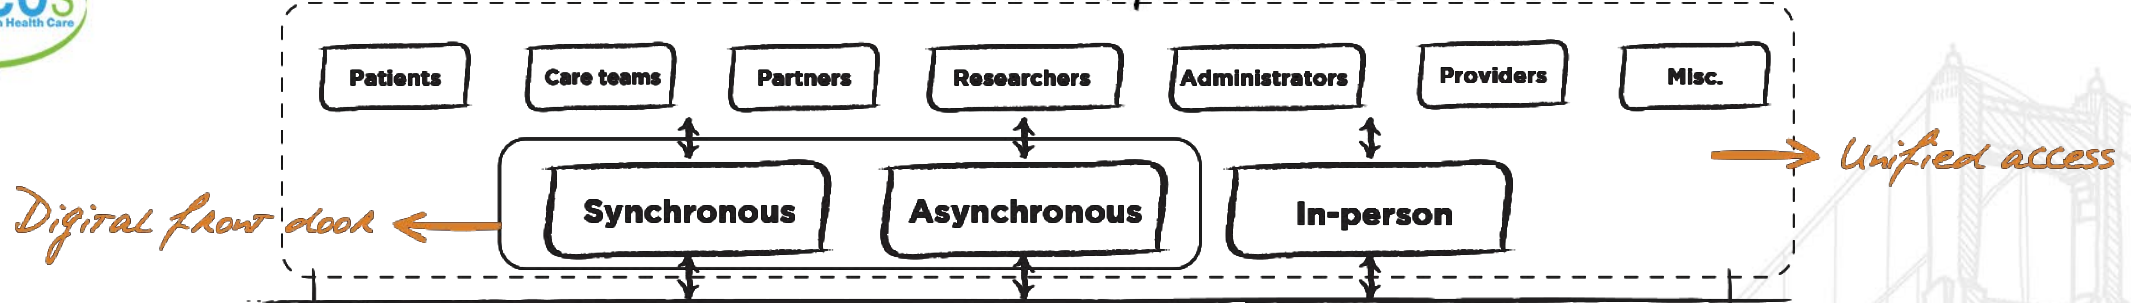 Health Care
Patients
Care teams
Partners
Researchers
Administrators
Providers
Misc.
Unified access
Digital front door
Synchronous
Asynchronous
In-person